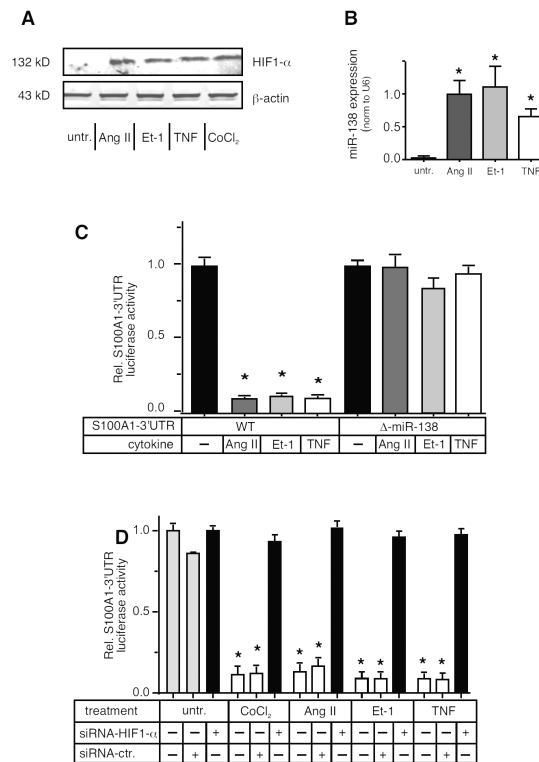 A
132 kD
HIF1-α
43 kD
β-actin
untr. Ang II Et-1 TNF CoCl₂
B
miR-138 expression
(norm to U6)
1.0
0.5
0.0
* * *
untr. Ang II Et-1 TNF
C
Rel. S100A1-3'UTR
luciferase activity
1.0
0.5
0.0
* * *
S100A1-3'UTR WT Δ-miR-138
cytokine – Ang II Et-1 TNF – Ang II Et-1 TNF
D
Rel. S100A1-3'UTR
luciferase activity
1.0
0.5
0.0
* * * * * * * *
treatment untr. CoCl₂ Ang II Et-1 TNF
siRNA-HIF1-α – – + – – + – – + – – + – – +
siRNA-ctr. – + – – + – – + – – + – – + –